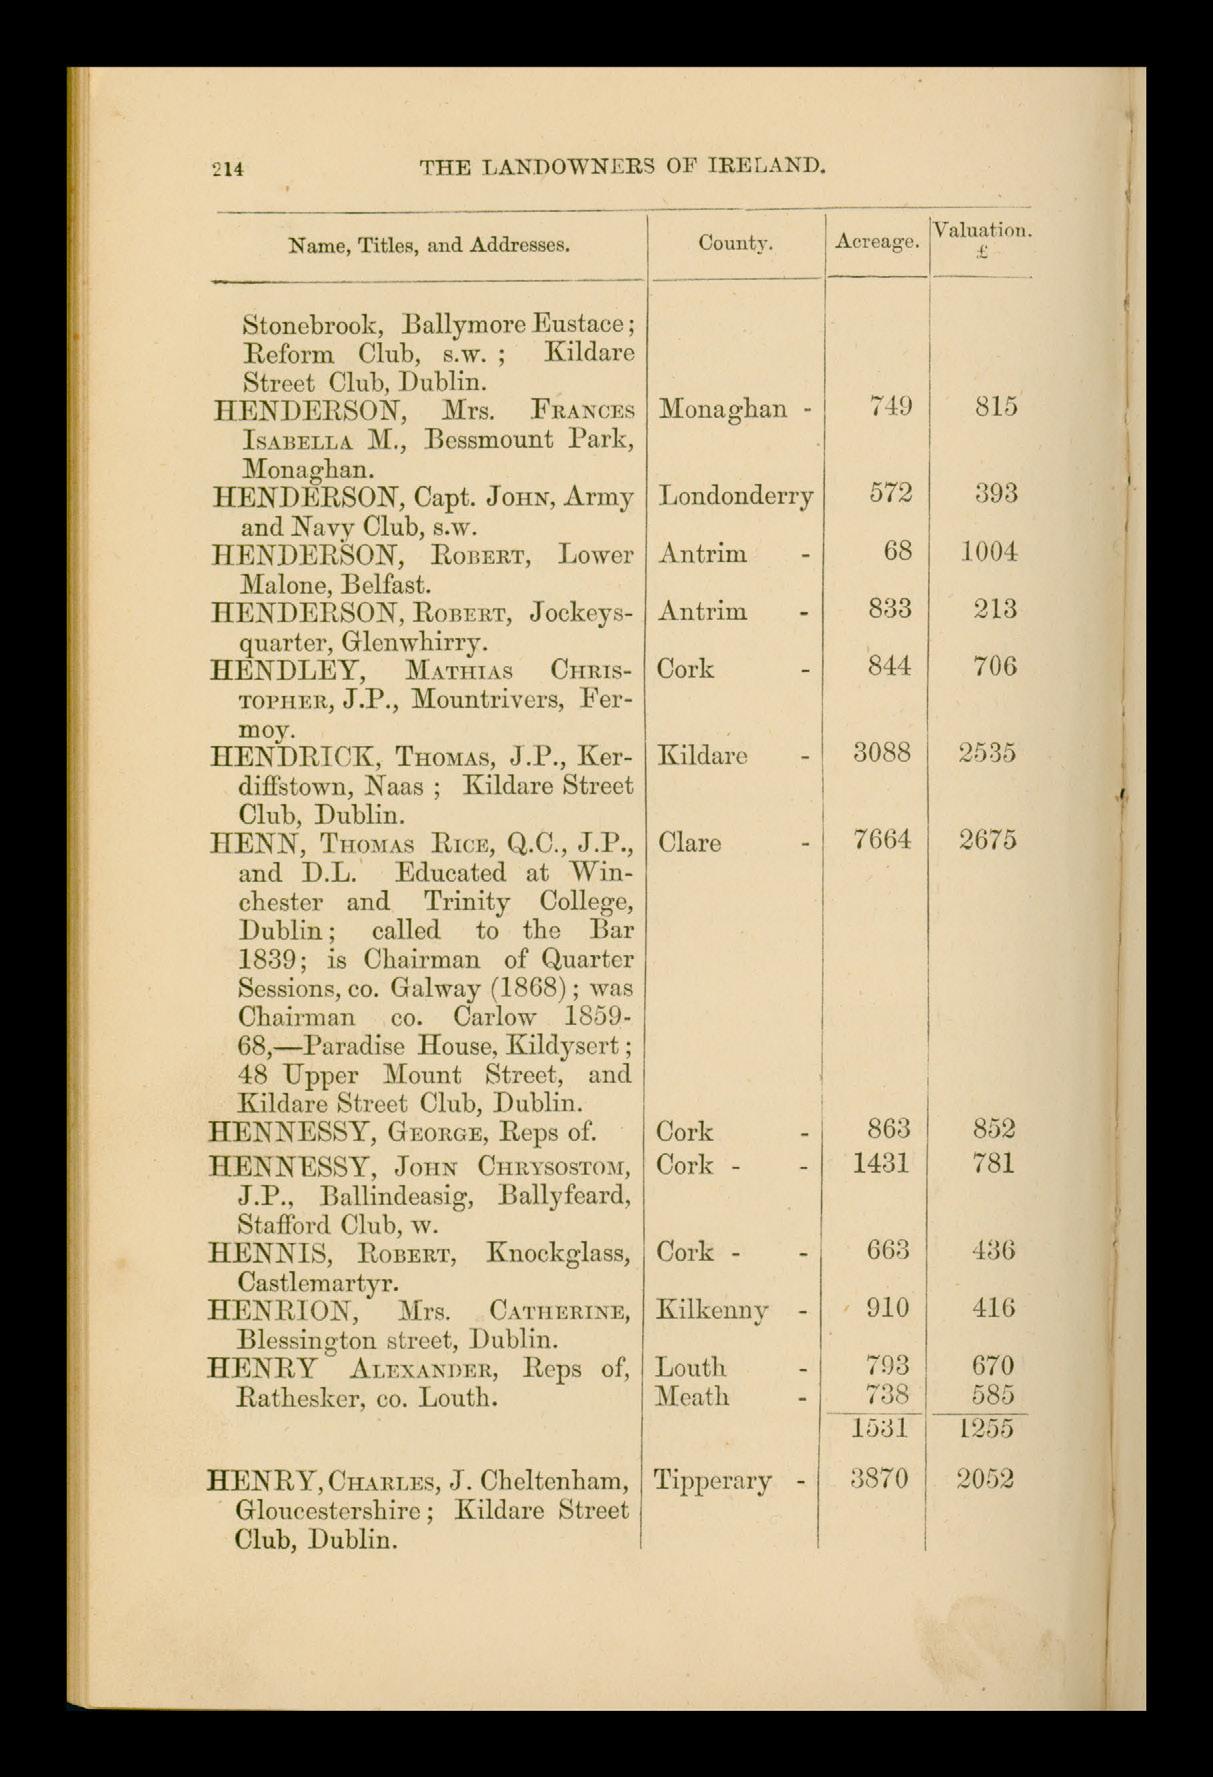 214 THE LANDOWNERS OF IRELAND.
Name, Titles, and Addresses. County. Acreage. Valuation. £
Stonebrook, Ballymore Eustace;
Reform Club, s.w. ; Kildare
Street Club, Dublin.
HENDERSON, Mrs. FRANCES Monaghan - 749 815
ISABELLA M., Bessmount Park,
Monaghan.
HENDERSON, Capt. JOHN, Army Londonderry 572 393
and Navy Club, s.w.
HENDERSON, ROBERT, Lower Antrim - 68 1004
Malone, Belfast.
HENDERSON, ROBERT, Jockeys- Antrim - 833 213
quarter, Glenwhirry.
HENDLEY, MATHIAS CHRIS- Cork - 844 706
TOPHER, J.P., Mountrivers, Fer-
moy.
HENDRICK, THOMAS, J.P., Ker- Kildare - 3088 2535
diffstown, Naas ; Kildare Street
Club, Dublin.
HENN, THOMAS RICE, Q.C., J.P., Clare - 7664 2675
and D.L. Educated at Win-
chester and Trinity College,
Dublin; called to the Bar
1839; is Chairman of Quarter
Sessions, co. Galway (1868) ; was
Chairman co. Carlow 1859-
68,—Paradise House, Kildysert ;
48 Upper Mount Street, and
Kildare Street Club, Dublin.
HENNESSY, GEORGE, Reps of. Cork - 863 852
HENNESSY, JOHN CHRYSOSTOM, Cork - - 1431 781
J.P., Ballindeasig, Ballyfeard,
Stafford Club, w.
HENNIS, ROBERT, Knockglass, Cork - - 663 436
Castlemartyr.
HENRION, Mrs. CATHERINE, Kilkenny - 910 416
Blessington street, Dublin.
HENRY ALEXANDER, Reps of, Louth - 793 670
Rathesker, co. Louth. Meath - 738 585
1531 1255
HENRY, CHARLES, J. Cheltenham, Tipperary - 3870 2052
Gloucestershire ; Kildare Street
Club, Dublin.